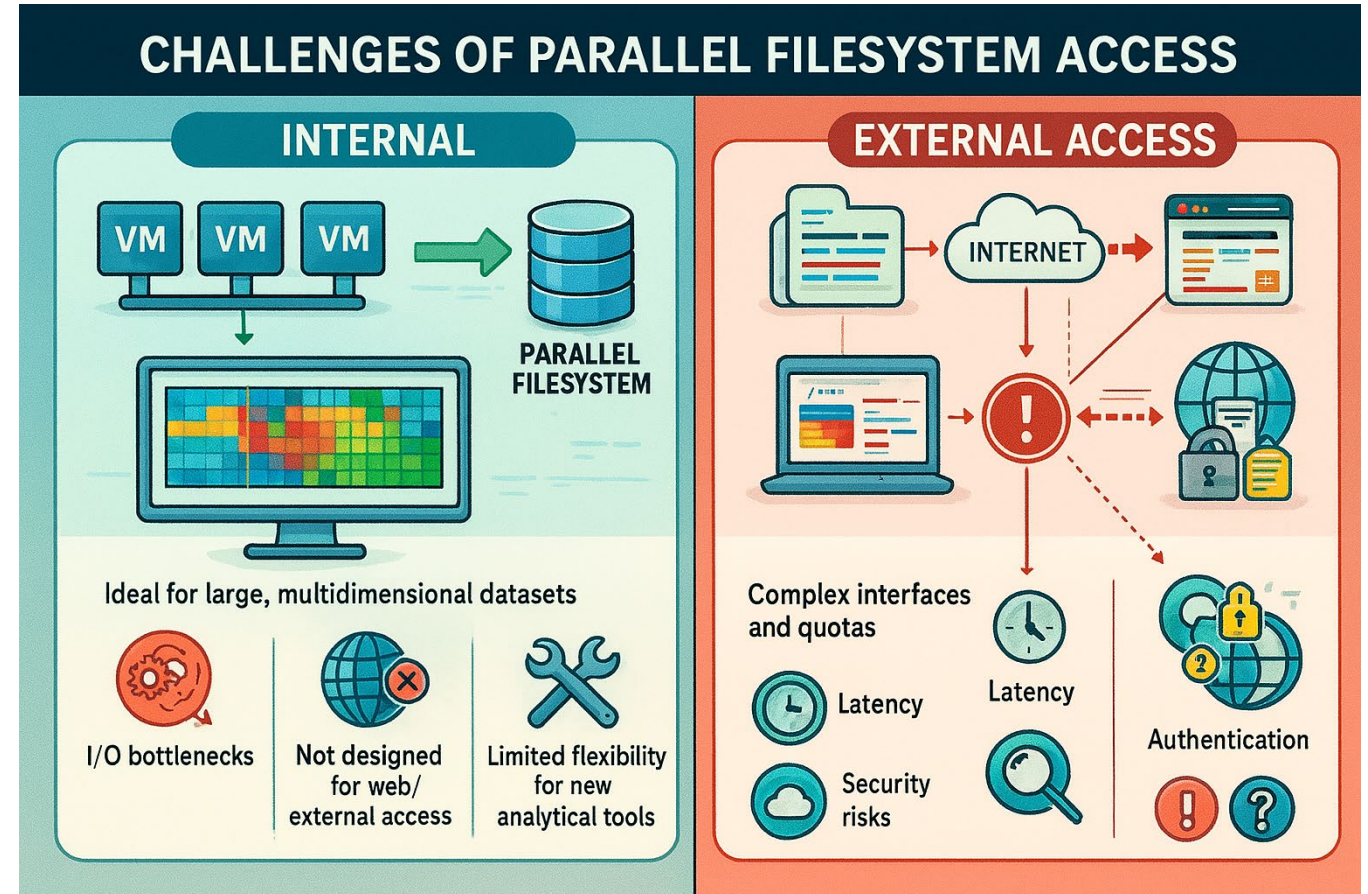 CHALLENGES OF PARALLEL FILESYSTEM ACCESS
INTERNAL
VM VM VM
PARALLEL
FILESYSTEM
Ideal for large, multidimensional datasets
I/O bottlenecks
Not designed
for web/
external access
Limited flexibility
for new
analytical tools
EXTERNAL ACCESS
INTERNET
!
Complex interfaces
and quotas
Latency
Security
risks
Latency
?
Authentication
! ?